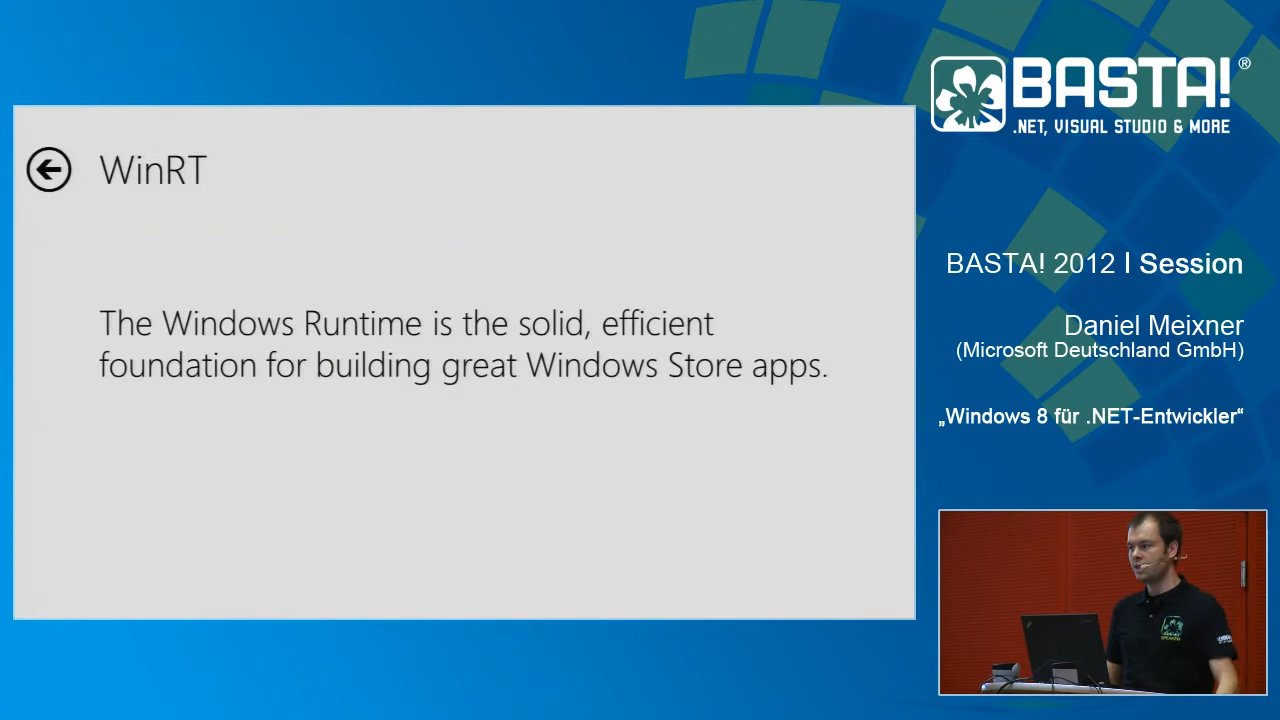 WinRT
The Windows Runtime is the solid, efficient
foundation for building great Windows Store apps.
BASTA!®
.NET, VISUAL STUDIO & MORE
BASTA! 2012 I Session
Daniel Meixner
(Microsoft Deutschland GmbH)
„Windows 8 für .NET-Entwickler“